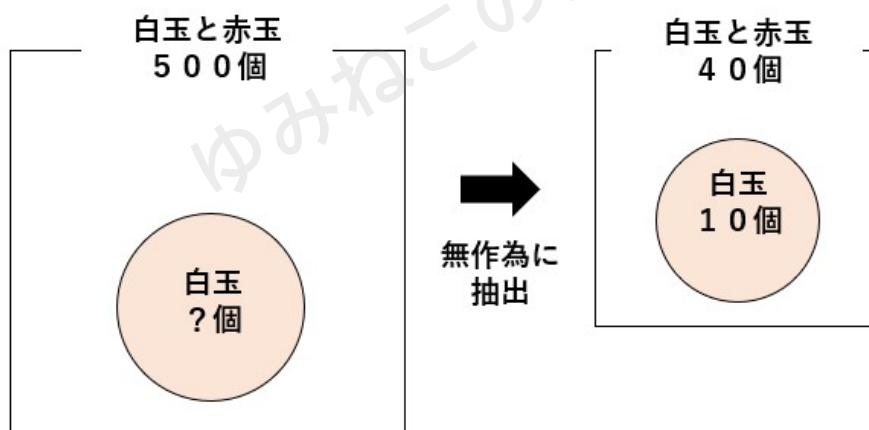 白玉と赤玉
５００個
白玉
？個
無作為に
抽出
白玉と赤玉
４０個
白玉
１０個
ゆみねこの